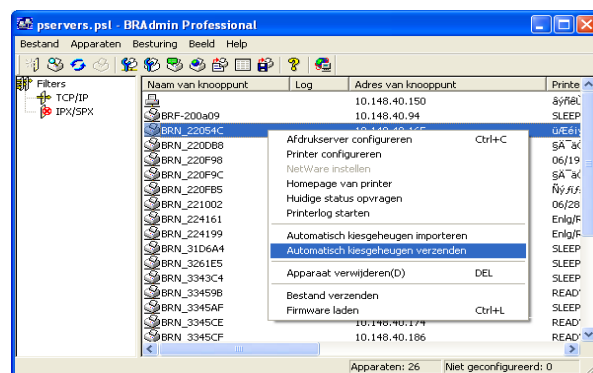 pservers.psl - BRAdmin Professional
Bestand Apparaten Besturing Beeld Help
Filters
TCP/IP
IPX/SPX
Naam van knooppunt Log Adres van knooppunt Printe
10.148.40.150
BRF-200a09 10.148.40.94 SLEEP
BRN_22054C
BRN_220DB8
BRN_220F98 06/19
BRN_220F9C
BRN_220FB5
BRN_221002 06/28
BRN_224161 Enlg/F
BRN_224199 Enlg/F
BRN_31D6A4 SLEEP
BRN_3261E5 SLEEP
BRN_3343C4 SLEEP
BRN_33459B READ
BRN_3345AF SLEEP
BRN_3345CE 10.148.40.174 READ
BRN_3345CF 10.148.40.186 READ
Afdrukserver configureren Ctrl+C
Printer configureren
NetWare instellen
Homepage van printer
Huidige status opvragen
Printerlog starten
Automatisch kiesgeheugen importeren
Automatisch kiesgeheugen verzenden
Apparaat verwijderen(D) DEL
Bestand verzenden
Firmware laden Ctrl+L
Apparaten: 26 Niet geconfigureerd: 0